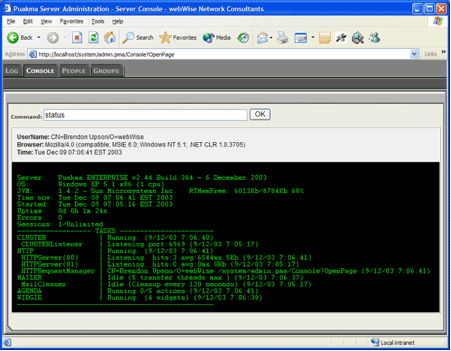 Puakma Server Administration - Server Console - webWise Network Consultants
File Edit View Favorites Tools Help
Back Search Favorites Media
Address http://localhost/system/admin.pma/Console?OpenPage Links
LOG CONSOLE PEOPLE GROUPS
Command: status OK
UserName: CN=Brendon Upson/O=webWise
Browser: Mozilla/4.0 (compatible; MSIE 6.0; Windows NT 5.1; .NET CLR 1.0.3705)
Time: Tue Dec 09 07:06:41 EST 2003
Server: Puakma ENTERPRISE v2.44 Build 364 - 6 December 2003
OS: Windows XP 5.1 x86 (1 cpu)
JVM: 1.4.2 - Sun Microsystems Inc. RTMemFree: 6013Kb/8784Kb 68%
Time now: Tue Dec 09 07:06:41 EST 2003
Started: Tue Dec 09 07:05:16 EST 2003
Uptime: 0d 0h 1m 24s
Errors: 0
Sessions: 1/Unlimited
-------------------- TASKS --------------------
CLUSTER | Running. (9/12/03 7:06:40)
CLUSTERListener | Listening port 6969 (9/12/03 7:05:17)
HTTP | Running. (9/12/03 7:06:41)
HTTPServer(80) | Listening. hits:3 avg 6544ms 5Kb (9/12/03 7:06:41)
HTTPServer(81) | Listening. hits:0 avg 0ms 0Kb (9/12/03 7:05:17)
HTTPRequestManager | CN=Brendon Upson/O=webWise /system/admin.pma/Console?OpenPage (9/12/03 7:06:41)
MAILER | Idle (5 transfer threads max.) (9/12/03 7:06:41)
MailCleaner | Idle (Cleanup every 120 seconds) (9/12/03 7:05:17)
AGENDA | Running 0/5 actions (9/12/03 7:06:41)
WIDGIE | Running. (4 widgets) (9/12/03 7:06:38)
Local intranet